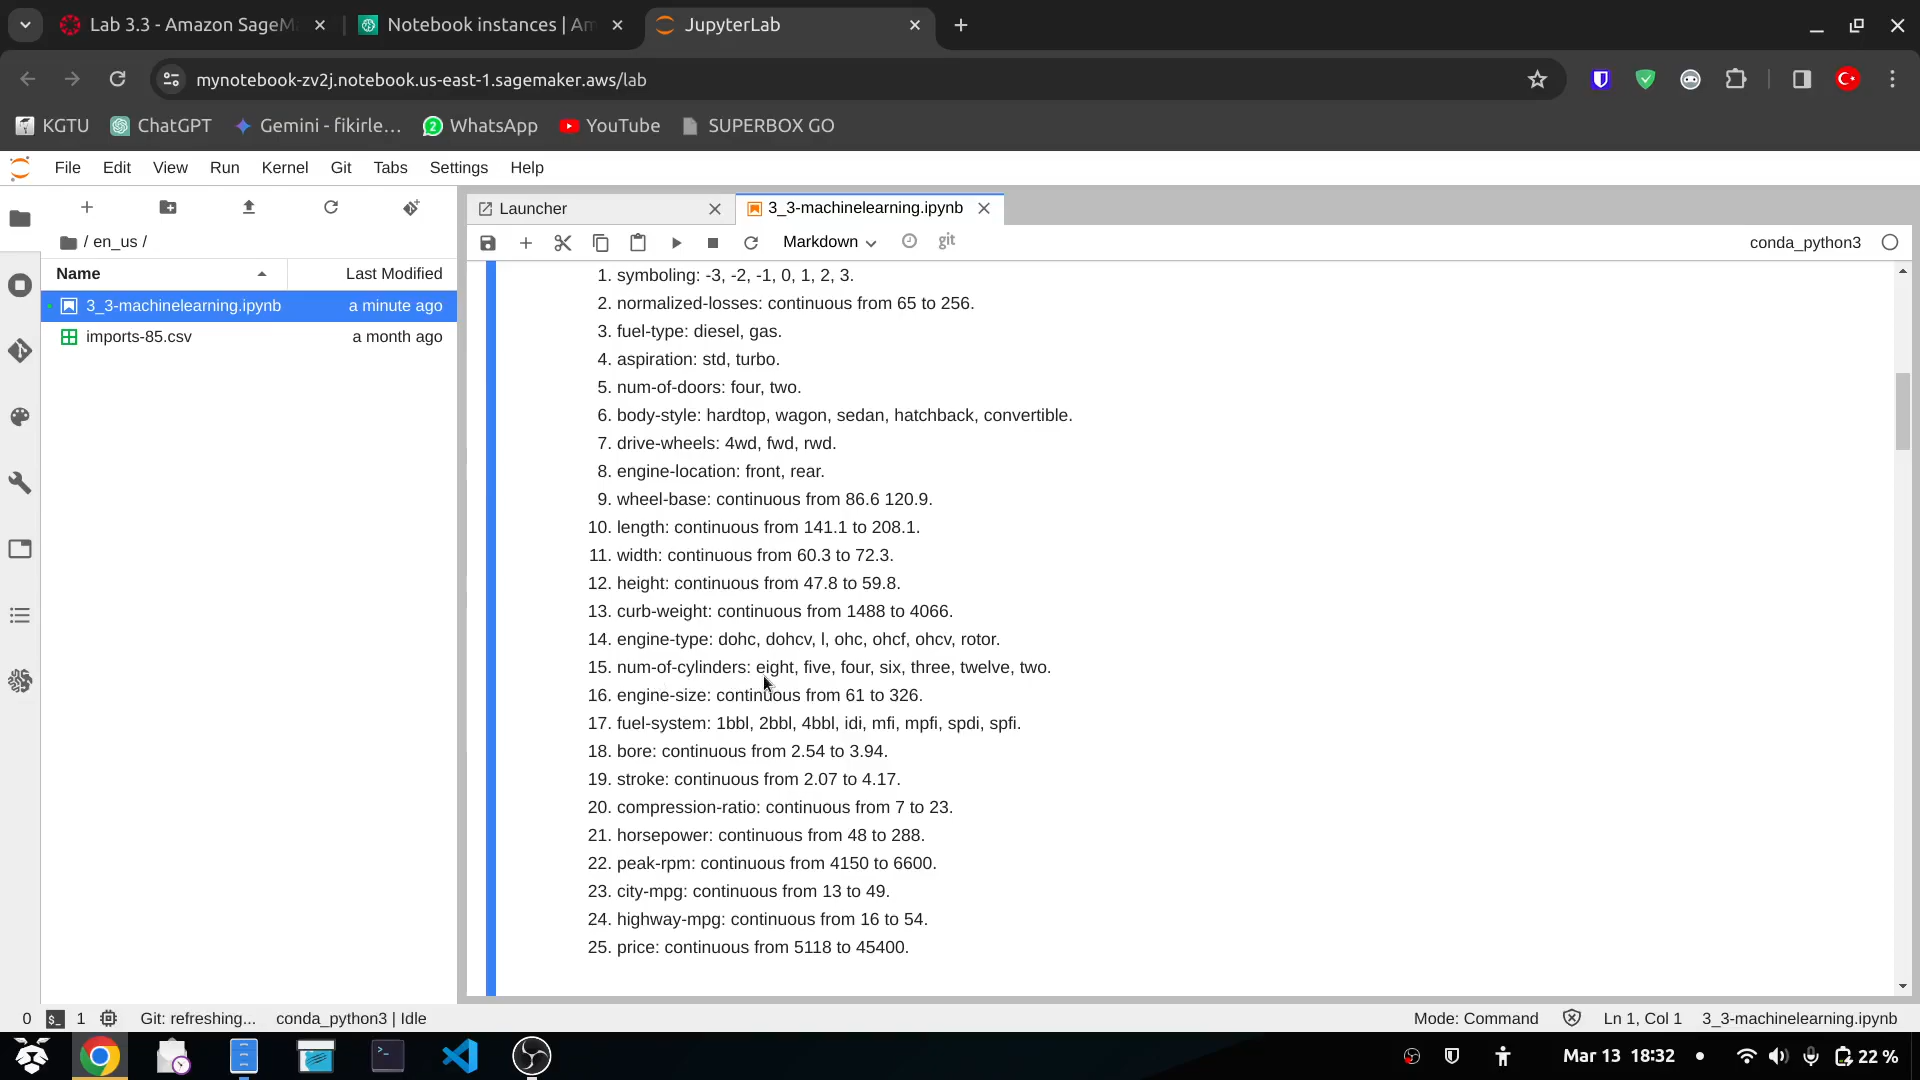 Lab 3.3 - Amazon SageM
Notebook instances | Am
JupyterLab
mynotebook-zv2j.notebook.us-east-1.sagemaker.aws/lab
KGTU
ChatGPT
Gemini - fikirle...
WhatsApp
YouTube
SUPERBOX GO
File Edit View Run Kernel Git Tabs Settings Help
Launcher
3_3-machinelearning.ipynb
/ en_us /
Markdown
git
conda_python3
Name
Last Modified
3_3-machinelearning.ipynb a minute ago
imports-85.csv a month ago
1. symboling: -3, -2, -1, 0, 1, 2, 3.
2. normalized-losses: continuous from 65 to 256.
3. fuel-type: diesel, gas.
4. aspiration: std, turbo.
5. num-of-doors: four, two.
6. body-style: hardtop, wagon, sedan, hatchback, convertible.
7. drive-wheels: 4wd, fwd, rwd.
8. engine-location: front, rear.
9. wheel-base: continuous from 86.6 120.9.
10. length: continuous from 141.1 to 208.1.
11. width: continuous from 60.3 to 72.3.
12. height: continuous from 47.8 to 59.8.
13. curb-weight: continuous from 1488 to 4066.
14. engine-type: dohc, dohcv, l, ohc, ohcf, ohcv, rotor.
15. num-of-cylinders: eight, five, four, six, three, twelve, two.
16. engine-size: continuous from 61 to 326.
17. fuel-system: 1bbl, 2bbl, 4bbl, idi, mfi, mpfi, spdi, spfi.
18. bore: continuous from 2.54 to 3.94.
19. stroke: continuous from 2.07 to 4.17.
20. compression-ratio: continuous from 7 to 23.
21. horsepower: continuous from 48 to 288.
22. peak-rpm: continuous from 4150 to 6600.
23. city-mpg: continuous from 13 to 49.
24. highway-mpg: continuous from 16 to 54.
25. price: continuous from 5118 to 45400.
0 $_ 1 Git: refreshing... conda_python3 | Idle
Mode: Command Ln 1, Col 1 3_3-machinelearning.ipynb
Mar 13 18:32
22 %